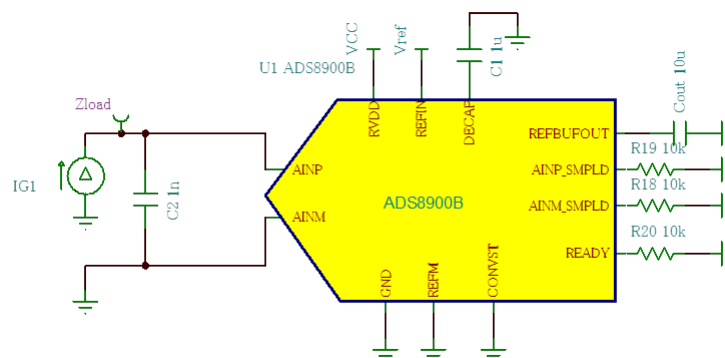 VCC
Vref
C1 1u
U1 ADS8900B
Cout 10u
Zload
RVDD
REFIN
DECAP
REFBUFOUT
R19 10k
AINP
AINP_SMPLD
IG1
C2 1n
ADS8900B
R18 10k
AINM
AINM_SMPLD
R20 10k
READY
GND
REFM
CONVST